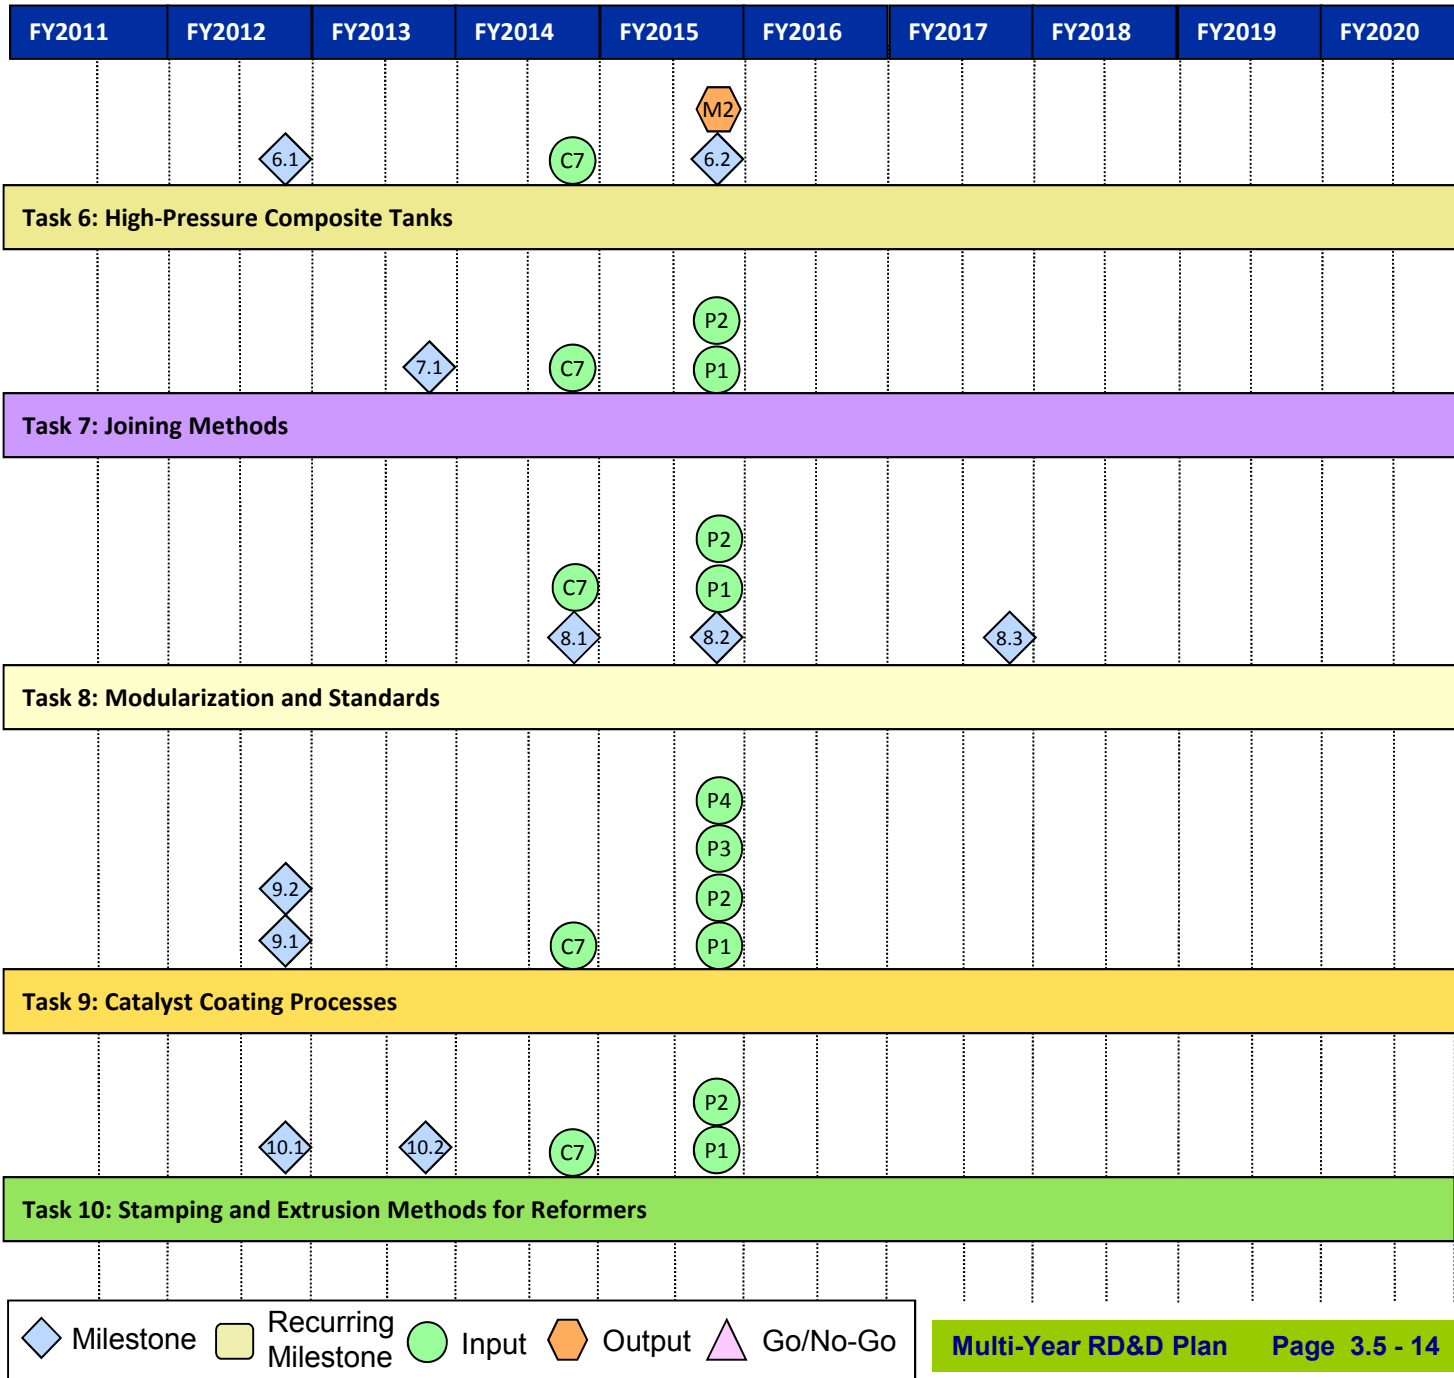 FY2011 FY2012 FY2013 FY2014 FY2015 FY2016 FY2017 FY2018 FY2019 FY2020
M2
6.1 C7 6.2
Task 6: High-Pressure Composite Tanks
P2
7.1 C7 P1
Task 7: Joining Methods
P2
C7 P1
8.1 8.2 8.3
Task 8: Modularization and Standards
P4
P3
9.2 P2
9.1 C7 P1
Task 9: Catalyst Coating Processes
P2
10.1 10.2 C7 P1
Task 10: Stamping and Extrusion Methods for Reformers
Milestone
Recurring
Milestone
Input
Output
Go/No-Go
Multi-Year RD&D Plan Page 3.5 - 14